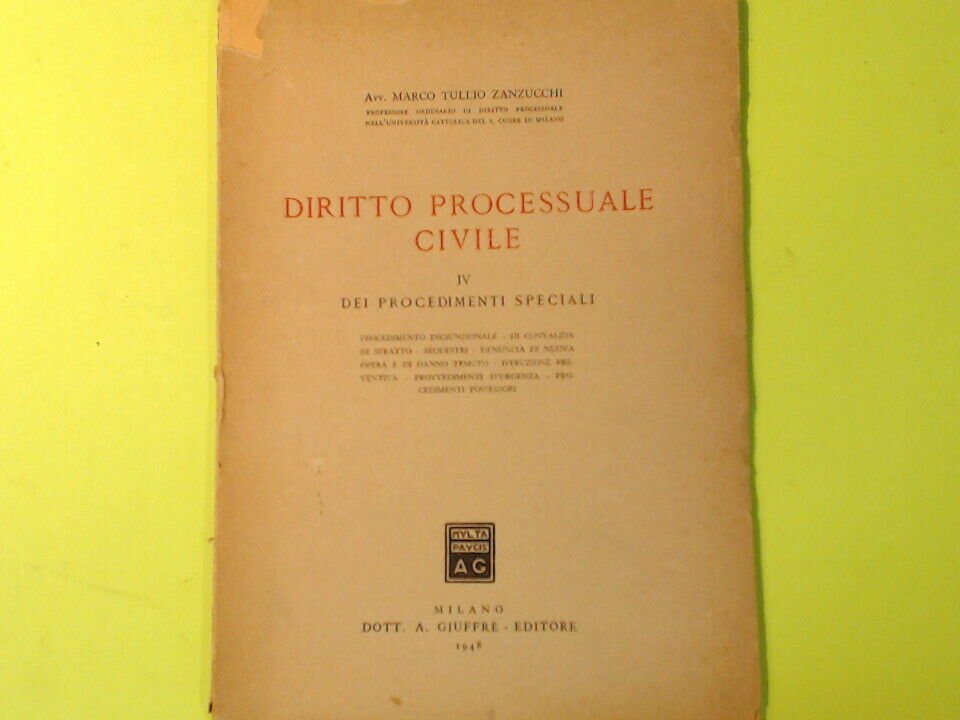 Avv. MARCO TULLIO ZANZUCCHI
PROFESSORE ORDINARIO DI DIRITTO PROCESSUALE
NELL'UNIVERSITÀ CATTOLICA DEL S. CUORE DI MILANO
DIRITTO PROCESSUALE
CIVILE
IV
DEI PROCEDIMENTI SPECIALI
PROCEDIMENTO INGIUNZIONALE - DI CONVALIDA
DI SFRATTO - SEQUESTRI - DENUNCIA DI NUOVA
OPERA E DI DANNO TEMUTO - ISTRUZIONE PRE-
VENTIVA - PROVVEDIMENTI D'URGENZA - PRO-
CEDIMENTI POSSESSORI
MVLTA
PAVCIS
AG
MILANO
DOTT. A. GIUFFRÈ - EDITORE
1948